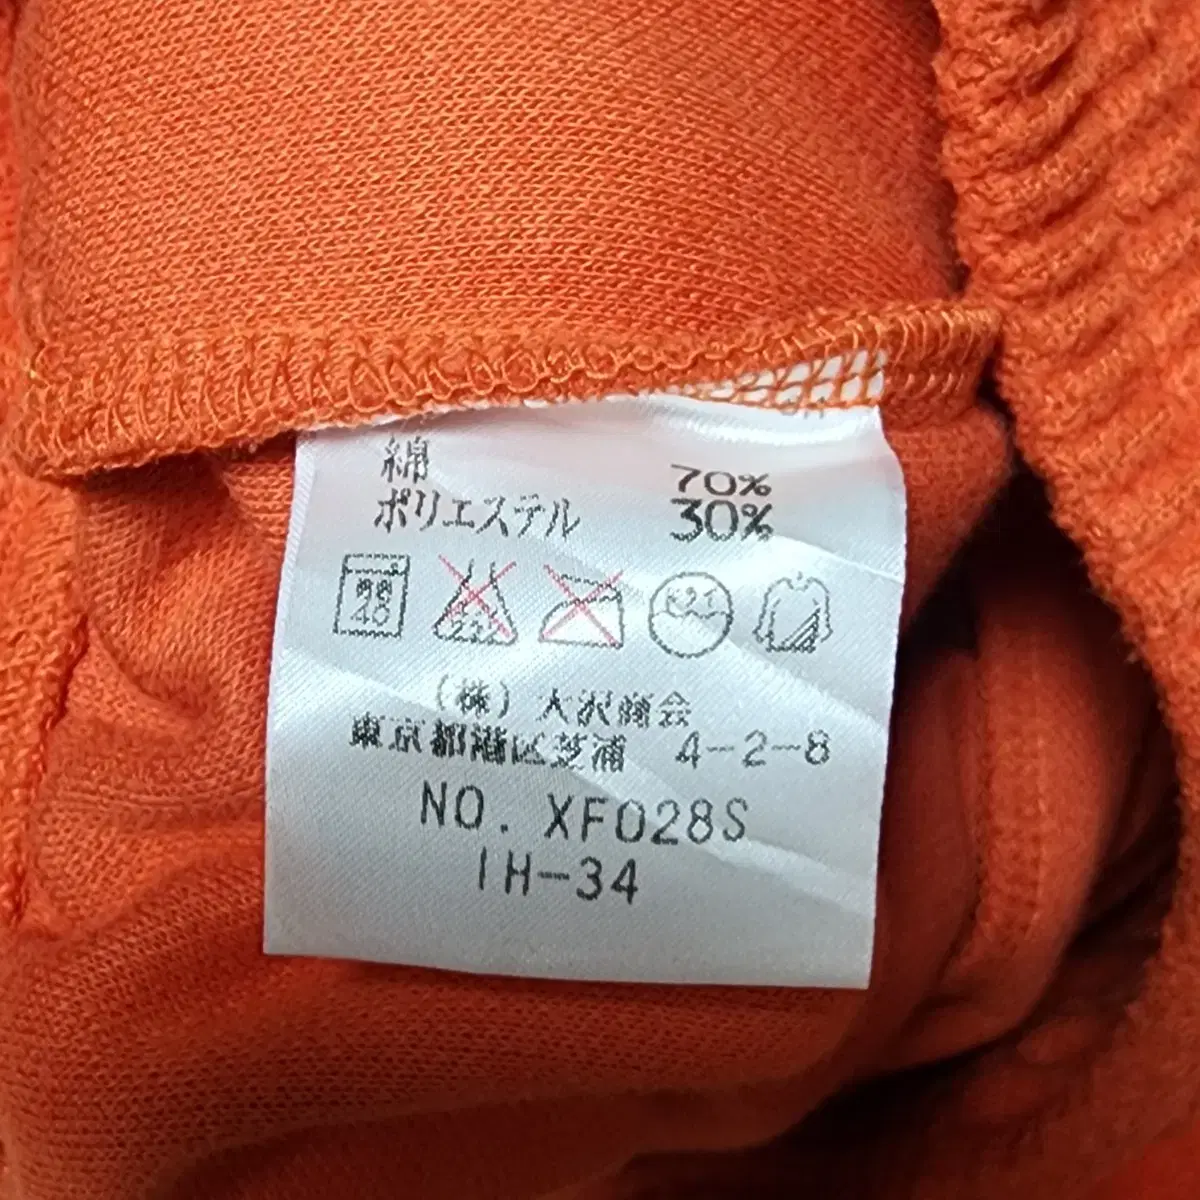 綿 70%
ポリエステル 30%
40
(株) 大沢商会
東京都港区芝浦 4-2-8
NO. XF028S
IH-34